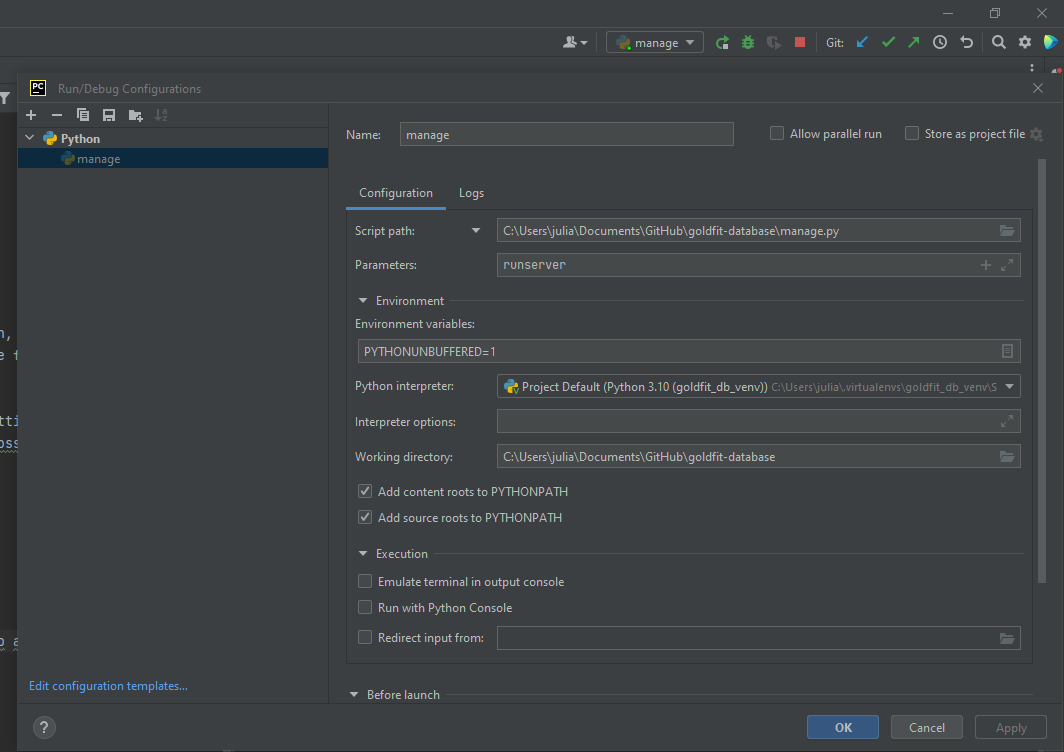 manage
Git:
PC Run/Debug Configurations
Python
manage
Name: manage
Allow parallel run
Store as project file
Configuration
Logs
Script path: C:\Users\julia\Documents\GitHub\goldfit-database\manage.py
Parameters: runserver
Environment
Environment variables:
PYTHONUNBUFFERED=1
Python interpreter: Project Default (Python 3.10 (goldfit_db_venv)) C:\Users\julia\.virtualenvs\goldfit_db_venv\S
Interpreter options:
Working directory: C:\Users\julia\Documents\GitHub\goldfit-database
Add content roots to PYTHONPATH
Add source roots to PYTHONPATH
Execution
Emulate terminal in output console
Run with Python Console
Redirect input from:
Edit configuration templates...
Before launch
?
OK
Cancel
Apply